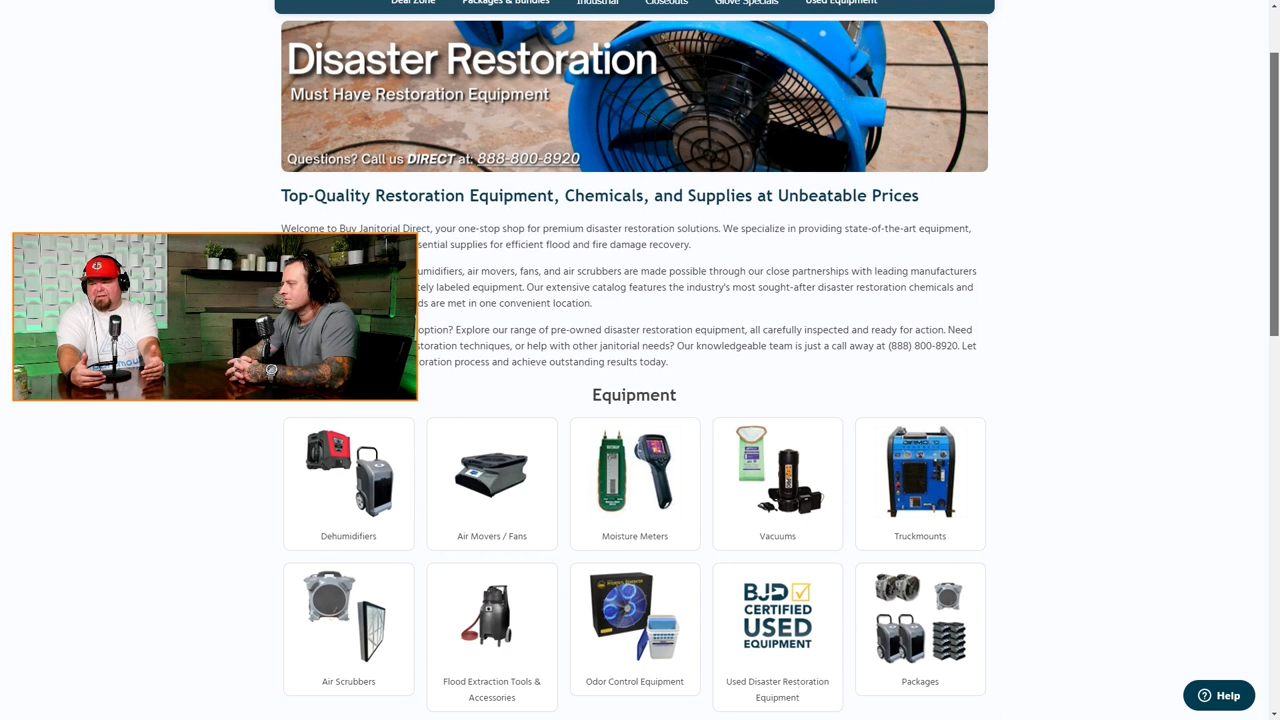 Deal Zone Packages & Bundles Industrial Closeouts Glove Specials Used Equipment
Disaster Restoration
Must Have Restoration Equipment
Questions? Call us DIRECT at: 888-800-8920
Top-Quality Restoration Equipment, Chemicals, and Supplies at Unbeatable Prices
Welcome to Buy Janitorial Direct, your one-stop shop for premium disaster restoration solutions. We specialize in providing state-of-the-art equipment,
supplies for efficient flood and fire damage recovery.
air movers, fans, and air scrubbers are made possible through our close partnerships with leading manufacturers
labeled equipment. Our extensive catalog features the industry's most sought-after disaster restoration chemicals and
are met in one convenient location.
option? Explore our range of pre-owned disaster restoration equipment, all carefully inspected and ready for action. Need
techniques, or help with other janitorial needs? Our knowledgeable team is just a call away at (888) 800-8920. Let
process and achieve outstanding results today.
Equipment
Dehumidifiers
Air Movers / Fans
Moisture Meters
Vacuums
Truckmounts
BJD
CERTIFIED
USED
EQUIPMENT
Air Scrubbers
Flood Extraction Tools &
Accessories
Odor Control Equipment
Used Disaster Restoration
Equipment
Packages
Help